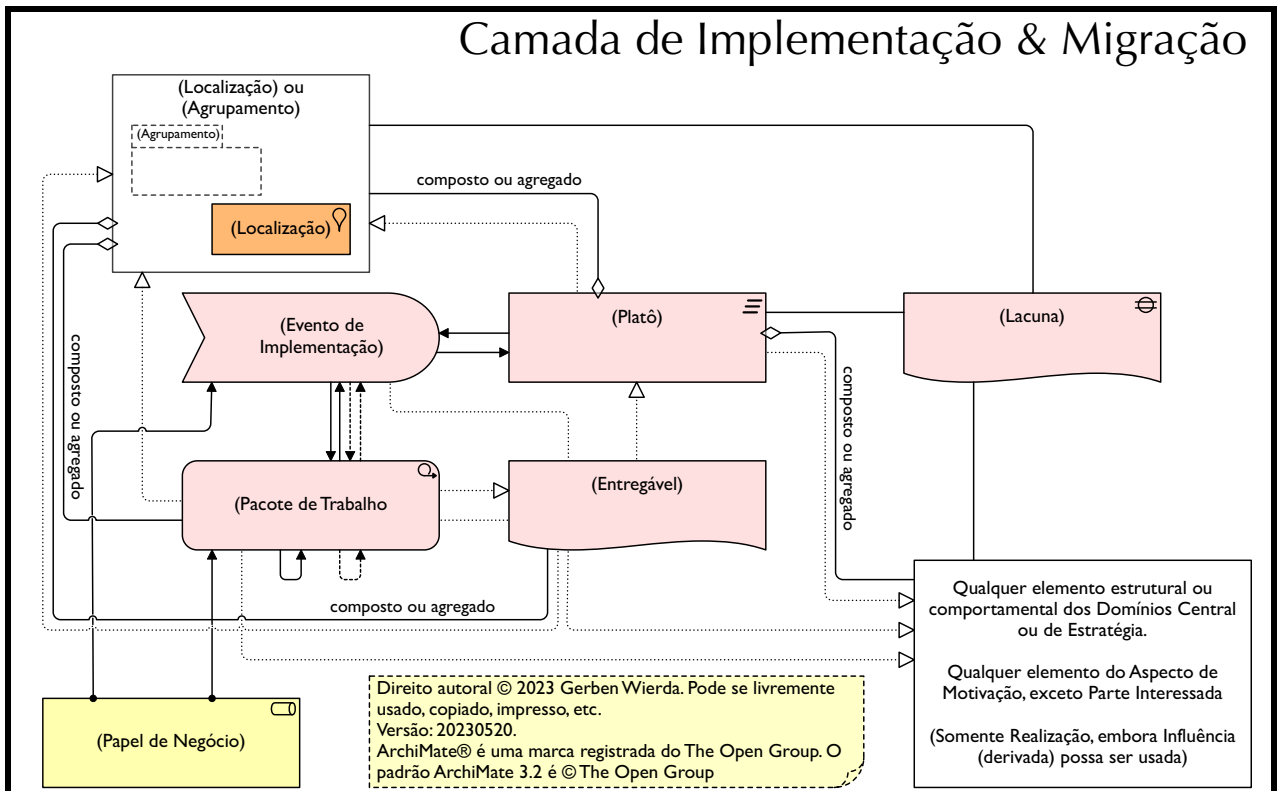 Camada de Implementação & Migração
(Localização) ou
(Agrupamento)
(Agrupamento)
(Localização)
composto ou agregado
(Evento de
Implementação)
(Platô)
(Lacuna)
composto ou agregado
composto ou agregado
(Pacote de Trabalho
(Entregável)
composto ou agregado
Qualquer elemento estrutural ou
comportamental dos Domínios Central
ou de Estratégia.
Qualquer elemento do Aspecto de
Motivação, exceto Parte Interessada
(Somente Realização, embora Influência
(derivada) possa ser usada)
(Papel de Negócio)
Direito autoral © 2023 Gerben Wierda. Pode se livremente
usado, copiado, impresso, etc.
Versão: 20230520.
ArchiMate® é uma marca registrada do The Open Group. O
padrão ArchiMate 3.2 é © The Open Group